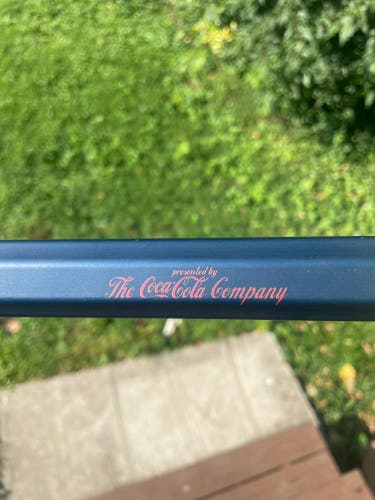 presented by
The Coca-Cola Company